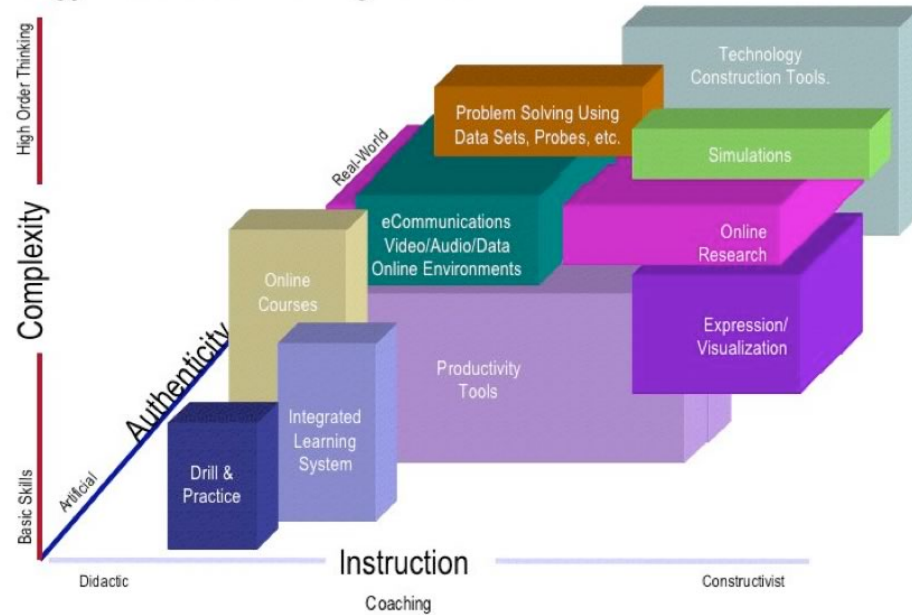 High Order Thinking
Complexity
Basic Skills
Authenticity
Artificial
Real-World
Technology
Construction Tools.
Problem Solving Using
Data Sets, Probes, etc.
Simulations
eCommunications
Video/Audio/Data
Online Environments
Online
Research
Online
Courses
Expression/
Visualization
Productivity
Tools
Integrated
Learning
System
Drill &
Practice
Instruction
Didactic
Coaching
Constructivist